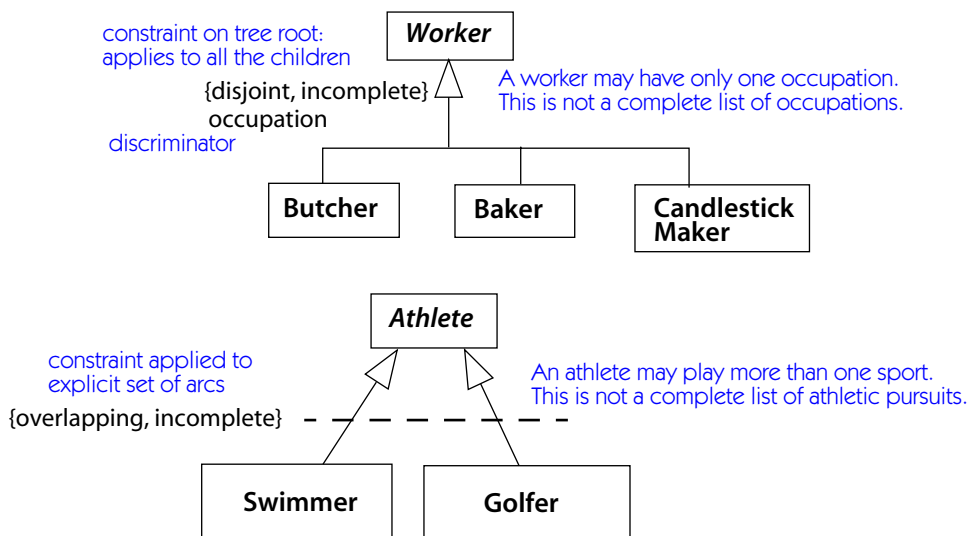 constraint on tree root:
applies to all the children
Worker
{disjoint, incomplete}
occupation
discriminator
A worker may have only one occupation.
This is not a complete list of occupations.
Butcher
Baker
Candlestick
Maker
Athlete
constraint applied to
explicit set of arcs
{overlapping, incomplete}
An athlete may play more than one sport.
This is not a complete list of athletic pursuits.
Swimmer
Golfer